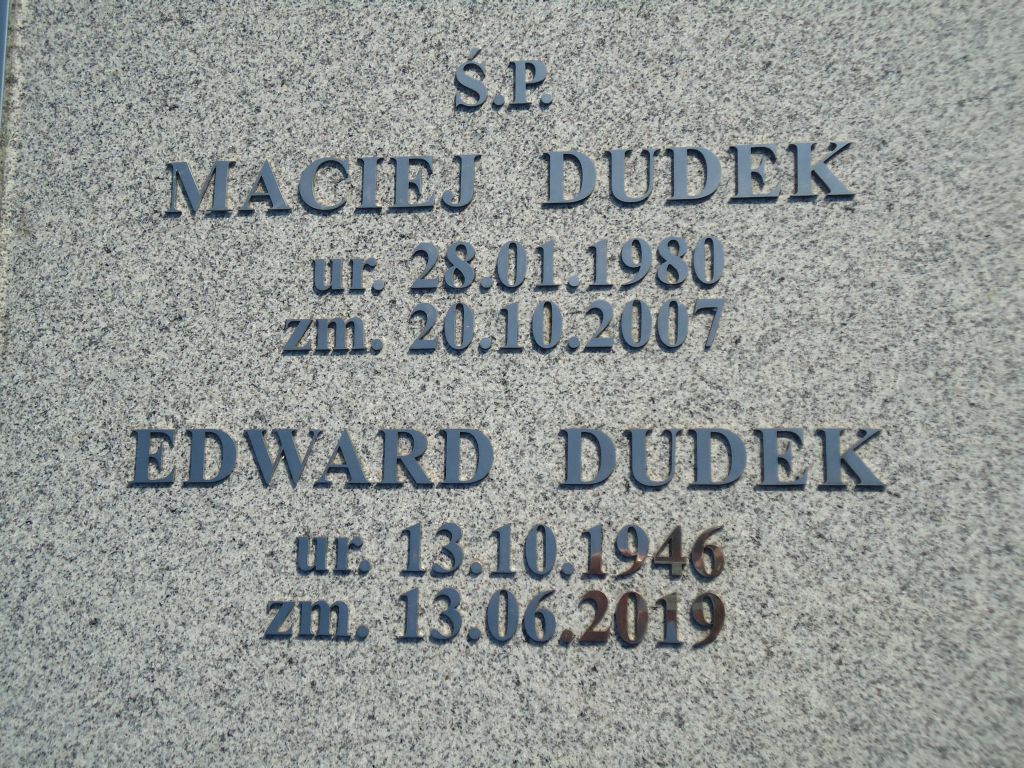 Ś.P.
MACIEJ DUDEK
ur. 28.01.1980
zm. 20.10.2007
EDWARD DUDEK
ur. 13.10.1946
zm. 13.06.2019